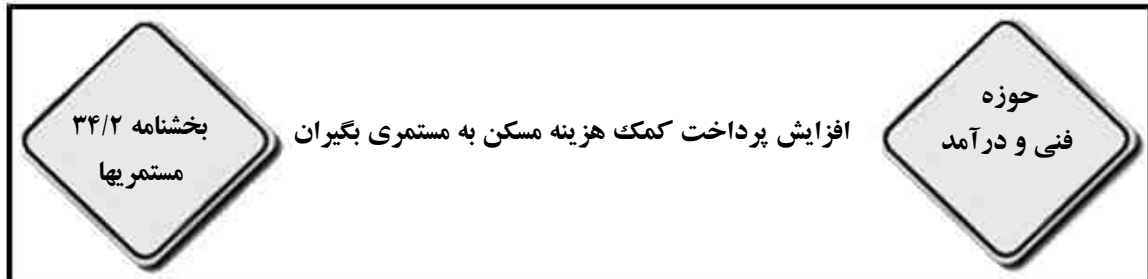 حوزه
فنی و درآمد
افزایش پرداخت کمک هزینه مسکن به مستمری بگیران
بخشنامه ۳۴/۲
مستمریها